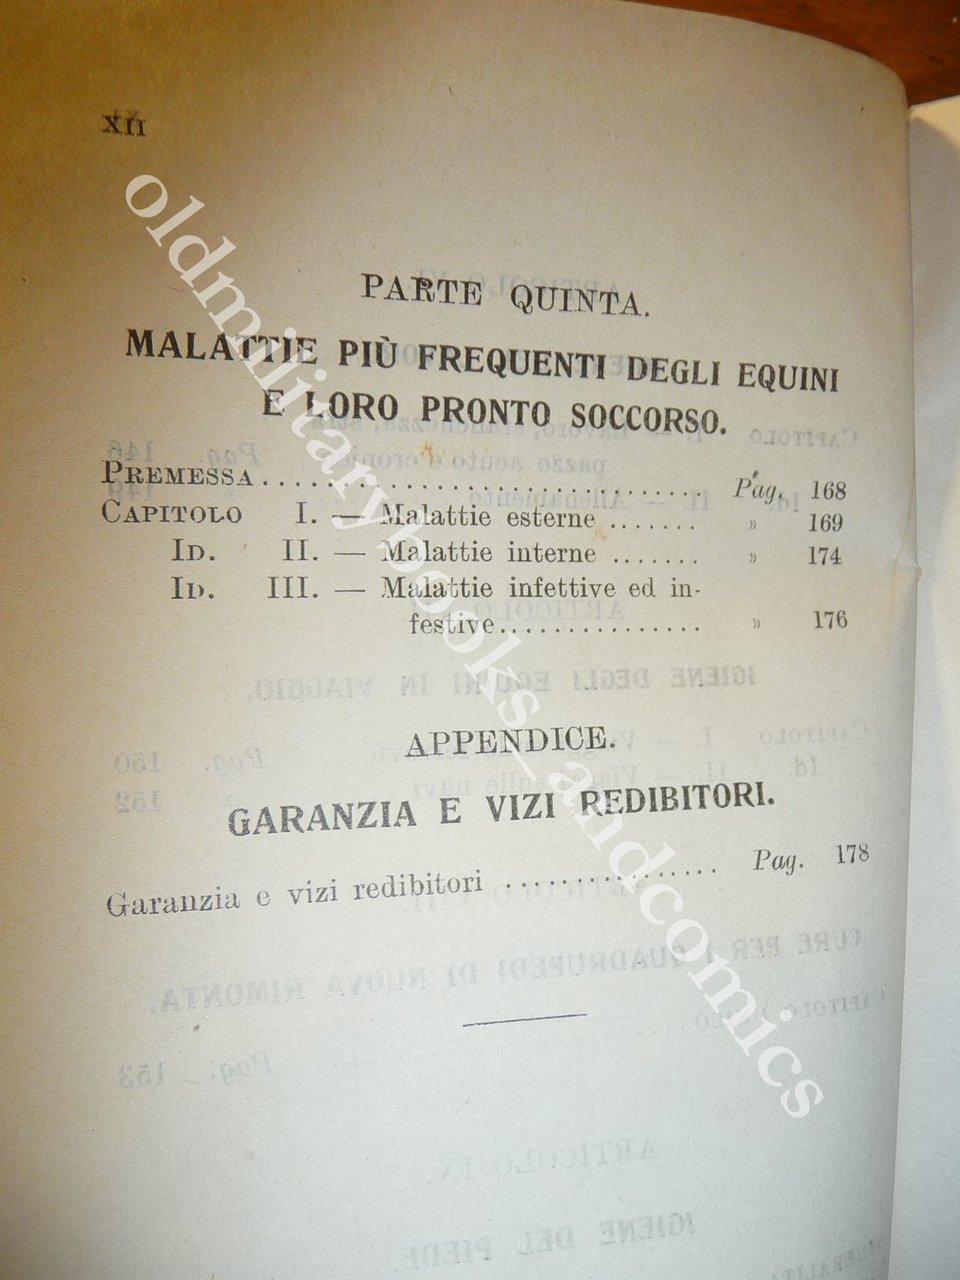 XII
PARTE QUINTA.
MALATTIE PIÙ FREQUENTI DEGLI EQUINI
E LORO PRONTO SOCCORSO.
PREMESSA ................................ Pag. 168
CAPITOLO I. — Malattie esterne ....... » 169
ID. II. — Malattie interne ....... » 174
ID. III. — Malattie infettive ed in-
festive ............... » 176
APPENDICE.
GARANZIA E VIZI REDIBITORI.
Garanzia e vizi redibitori ................ Pag. 178
oldmilitarybooks_andcomics